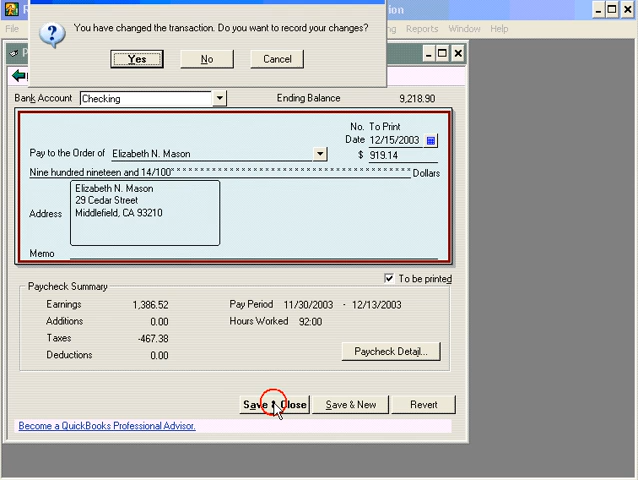 You have changed the transaction. Do you want to record your changes?
Yes No Cancel
File Reports Window Help
Bank Account Checking Ending Balance 9,218.90
No. To Print
Date 12/15/2003
Pay to the Order of Elizabeth N. Mason $ 919.14
Nine hundred nineteen and 14/100* * * * * * * * * * * * * * * * * * * * * * * * * * * * * * * * * * * Dollars
Elizabeth N. Mason
29 Cedar Street
Address Middlefield, CA 93210
Memo
To be printed
Paycheck Summary
Earnings 1,386.52 Pay Period 11/30/2003 - 12/13/2003
Additions 0.00 Hours Worked 92:00
Taxes -467.38
Deductions 0.00 Paycheck Detail...
Save & Close Save & New Revert
Become a QuickBooks Professional Advisor.